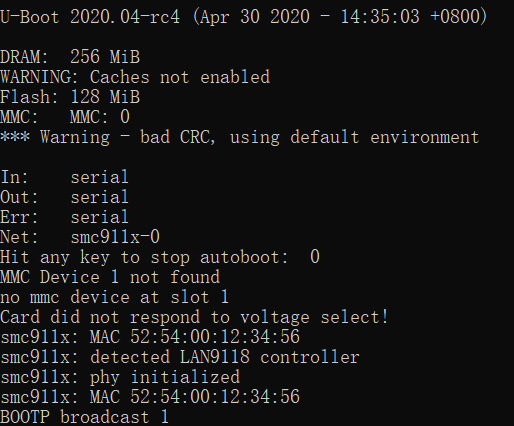 U-Boot 2020.04-rc4 (Apr 30 2020 - 14:35:03 +0800)
DRAM:  256 MiB
WARNING: Caches not enabled
Flash: 128 MiB
MMC:   MMC: 0
*** Warning - bad CRC, using default environment
In:    serial
Out:   serial
Err:   serial
Net:   smc911x-0
Hit any key to stop autoboot:  0
MMC Device 1 not found
no mmc device at slot 1
Card did not respond to voltage select!
smc911x: MAC 52:54:00:12:34:56
smc911x: detected LAN9118 controller
smc911x: phy initialized
smc911x: MAC 52:54:00:12:34:56
BOOTP broadcast 1